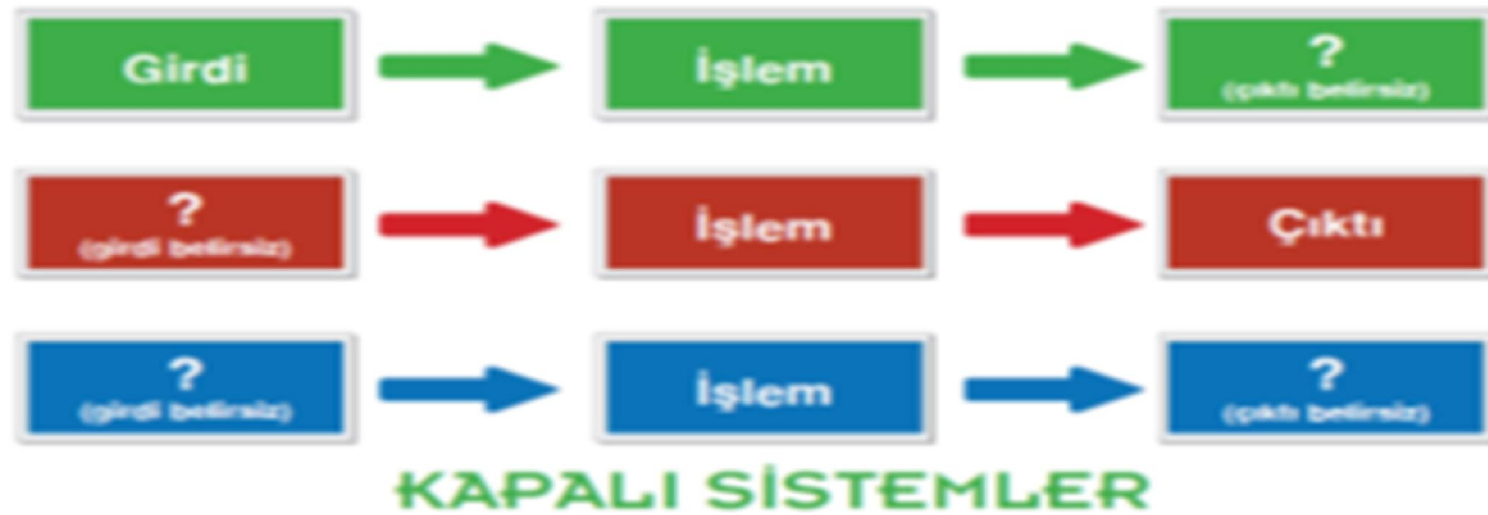 Girdi İşlem ?
(çıktı belirsiz)
? İşlem Çıktı
(girdi belirsiz)
? İşlem ?
(girdi belirsiz) (çıktı belirsiz)
KAPALI SİSTEMLER